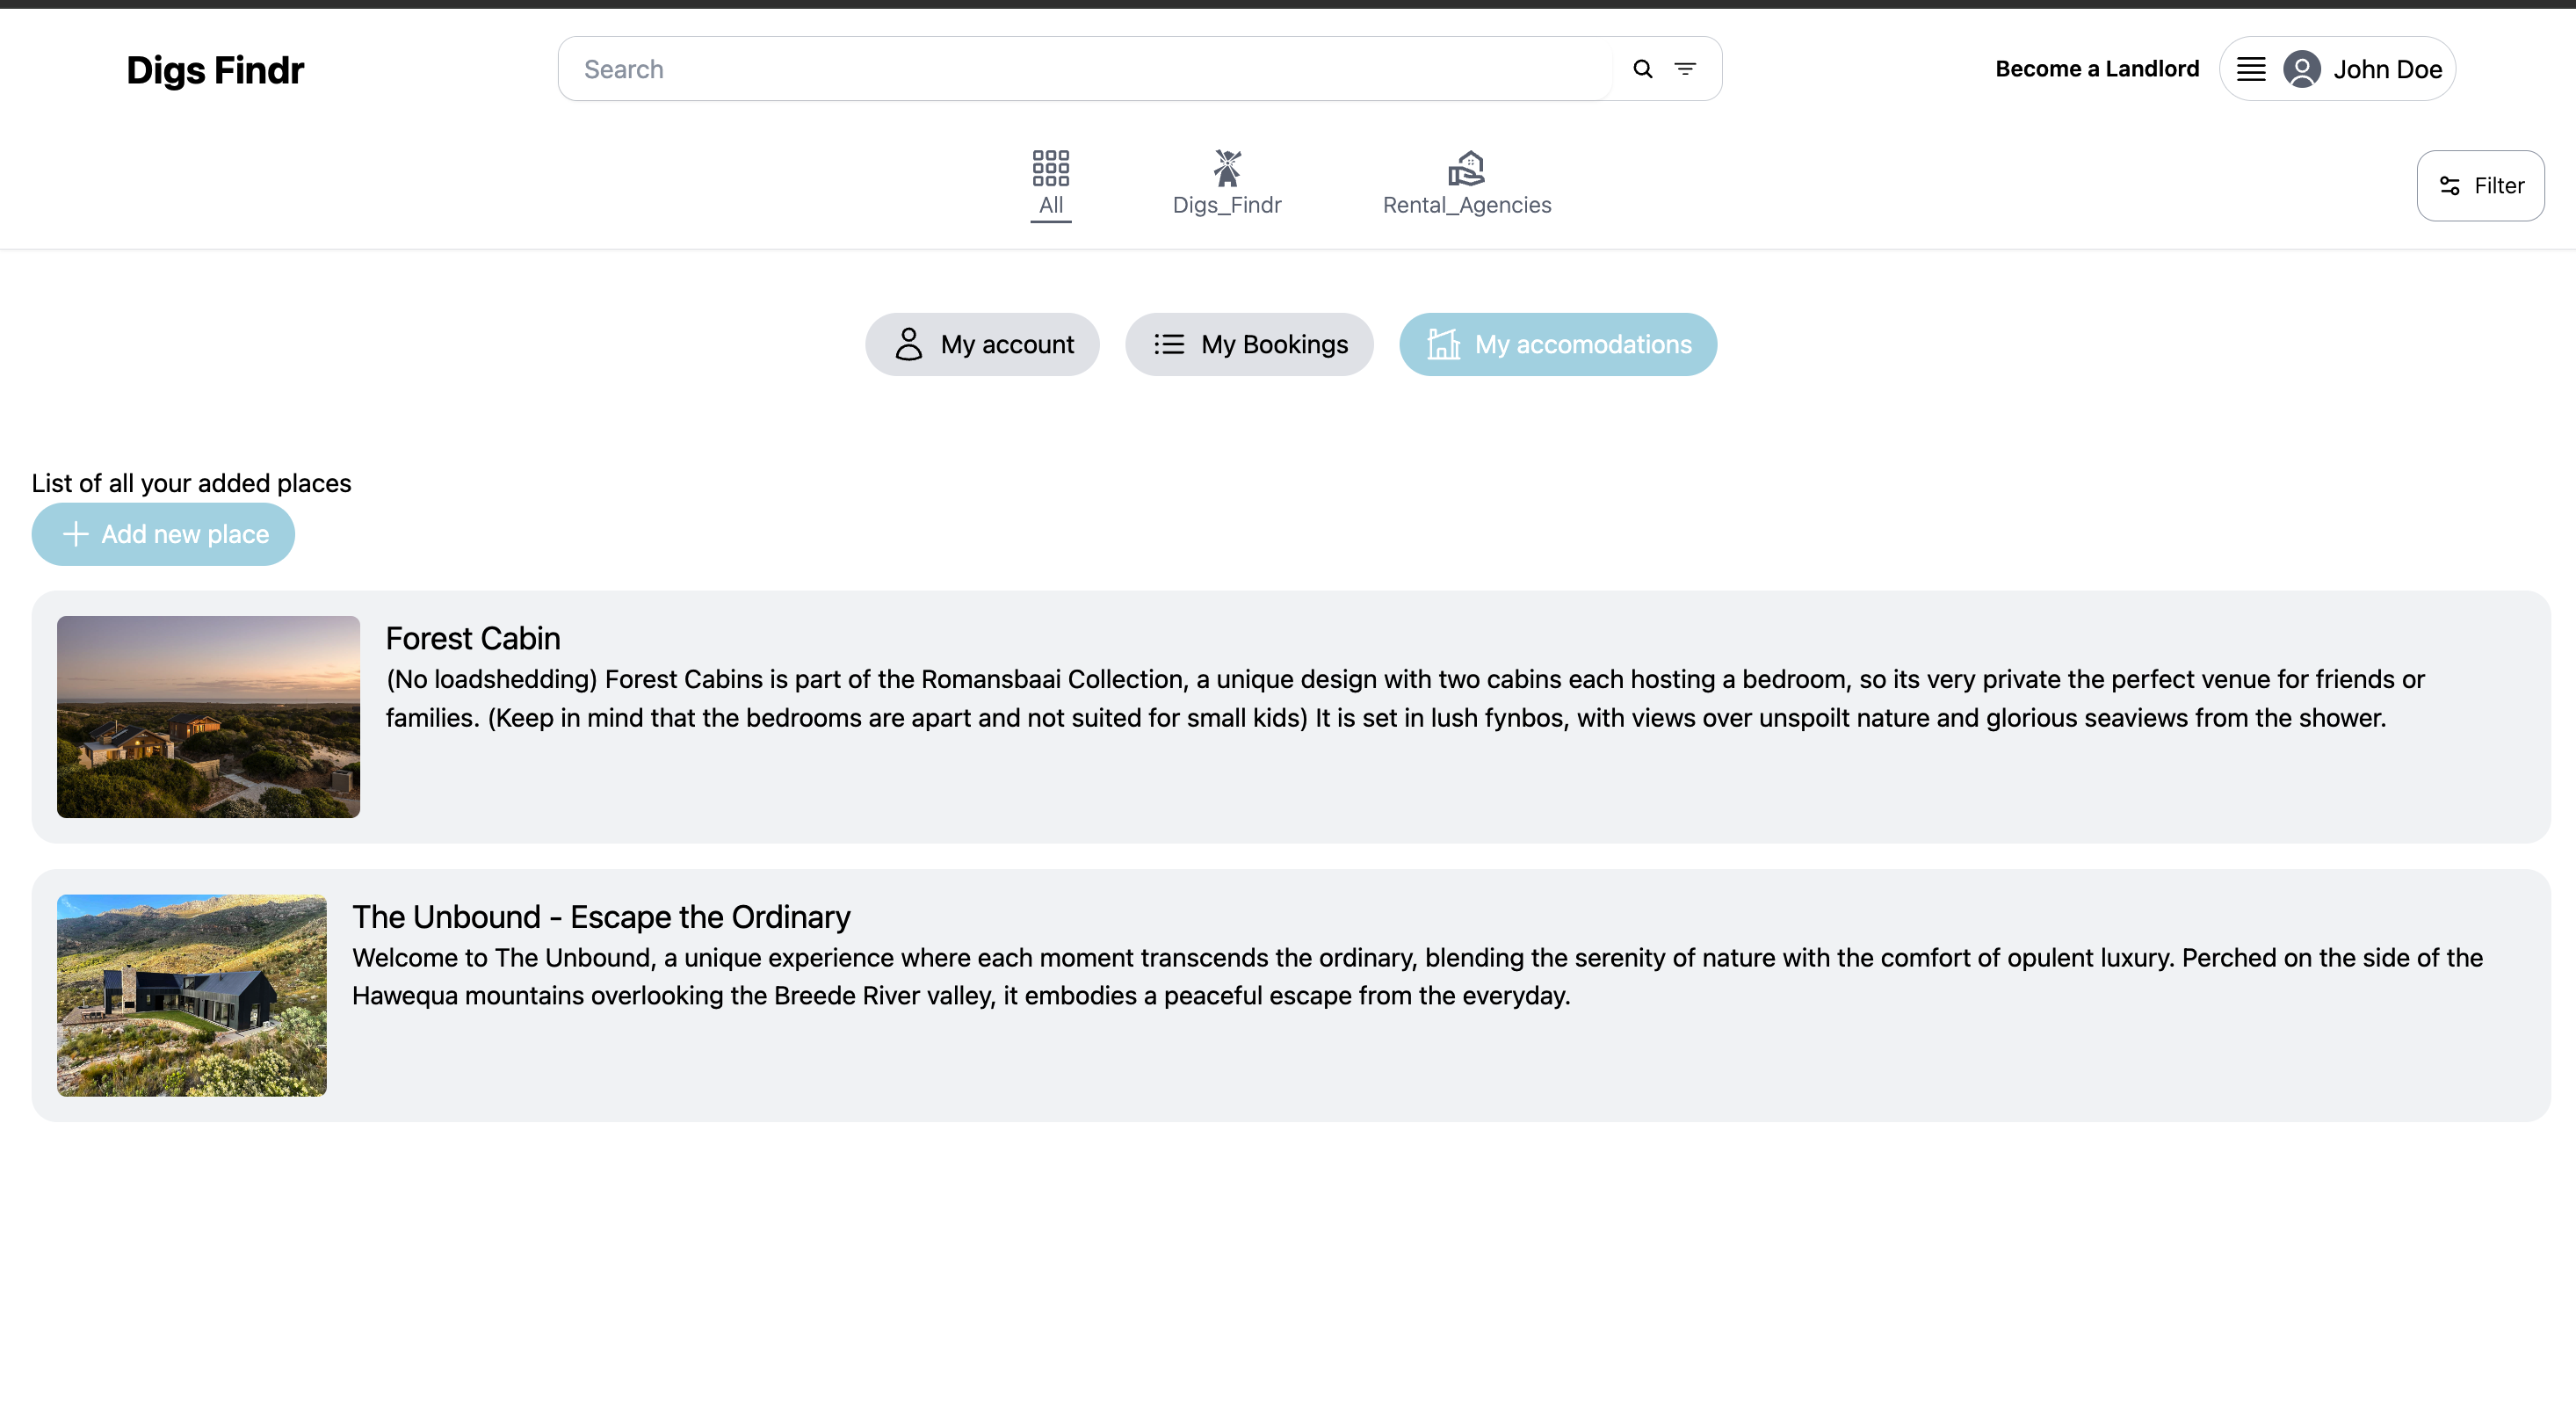 Digs Findr
Search
Become a Landlord
John Doe
All
Digs_Findr
Rental_Agencies
Filter
My account
My Bookings
My accomodations
List of all your added places
Add new place
Forest Cabin
(No loadshedding) Forest Cabins is part of the Romansbaai Collection, a unique design with two cabins each hosting a bedroom, so its very private the perfect venue for friends or
families. (Keep in mind that the bedrooms are apart and not suited for small kids) It is set in lush fynbos, with views over unspoilt nature and glorious seaviews from the shower.
The Unbound - Escape the Ordinary
Welcome to The Unbound, a unique experience where each moment transcends the ordinary, blending the serenity of nature with the comfort of opulent luxury. Perched on the side of the
Hawequa mountains overlooking the Breede River valley, it embodies a peaceful escape from the everyday.